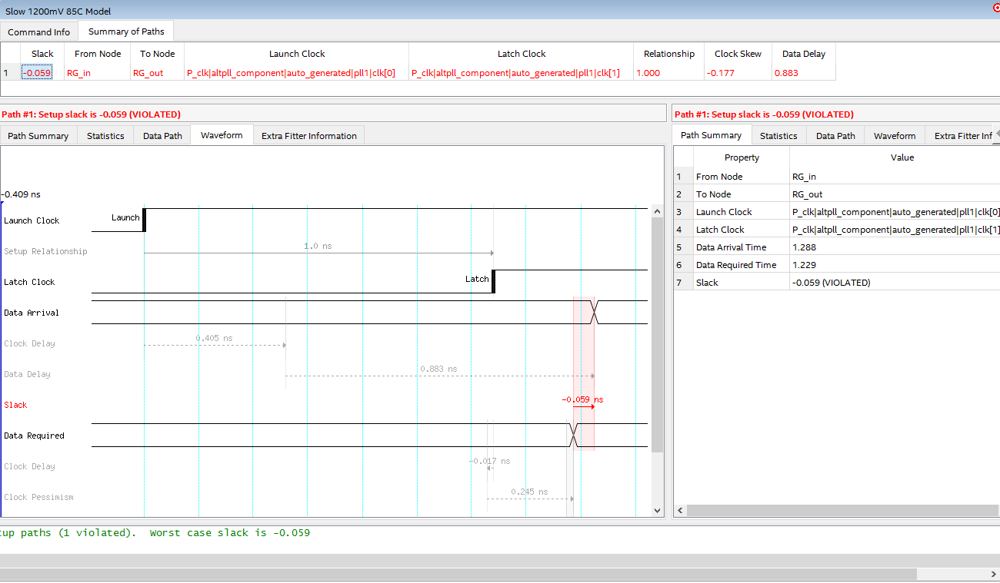 Slow 1200mV 85C Model
Command Info Summary of Paths
Slack From Node To Node Launch Clock Latch Clock Relationship Clock Skew Data Delay
1 -0.059 RG_in RG_out P_clk|altpll_component|auto_generated|pll1|clk[0] P_clk|altpll_component|auto_generated|pll1|clk[1] 1.000 -0.177 0.883
Path #1: Setup slack is -0.059 (VIOLATED)
Path Summary Statistics Data Path Waveform Extra Fitter Information
-0.409 ns
Launch Clock Launch
Setup Relationship 1.0 ns
Latch Clock Latch
Data Arrival
Clock Delay 0.405 ns
Data Delay 0.883 ns
Slack -0.059 ns
Data Required
Clock Delay -0.017 ns
Clock Pessimism 0.245 ns
Path #1: Setup slack is -0.059 (VIOLATED)
Path Summary Statistics Data Path Waveform Extra Fitter Inf
Property Value
1 From Node RG_in
2 To Node RG_out
3 Launch Clock P_clk|altpll_component|auto_generated|pll1|clk[0]
4 Latch Clock P_clk|altpll_component|auto_generated|pll1|clk[1]
5 Data Arrival Time 1.288
6 Data Required Time 1.229
7 Slack -0.059 (VIOLATED)
tup paths (1 violated). Worst case slack is -0.059